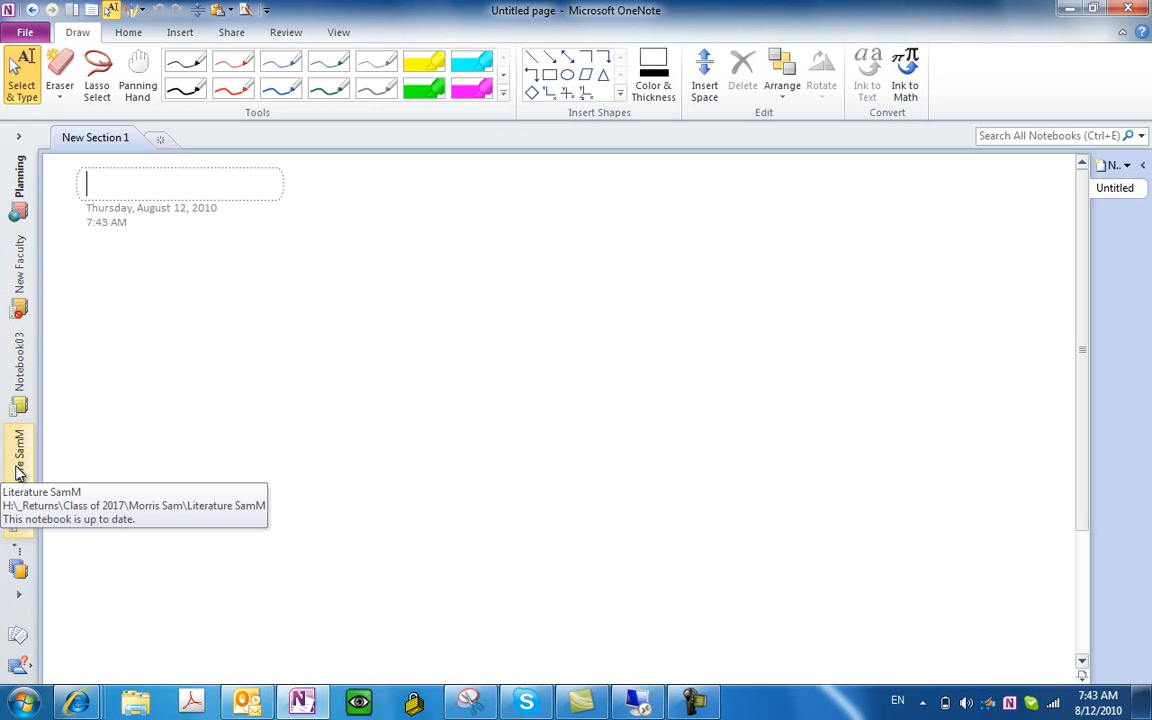 Untitled page - Microsoft OneNote
File Draw Home Insert Share Review View
Select & Type
Eraser
Lasso Select
Panning Hand
Color & Thickness
Insert Space
Delete
Arrange
Rotate
Ink to Text
Ink to Math
Tools
Insert Shapes
Edit
Convert
New Section 1
Search All Notebooks (Ctrl+E)
N..
Untitled
Planning
New Faculty
Notebook03
re SamM
Thursday, August 12, 2010
7:43 AM
Literature SamM
H:\_Returns\Class of 2017\Morris Sam\Literature SamM
This notebook is up to date.
EN
7:43 AM
8/12/2010